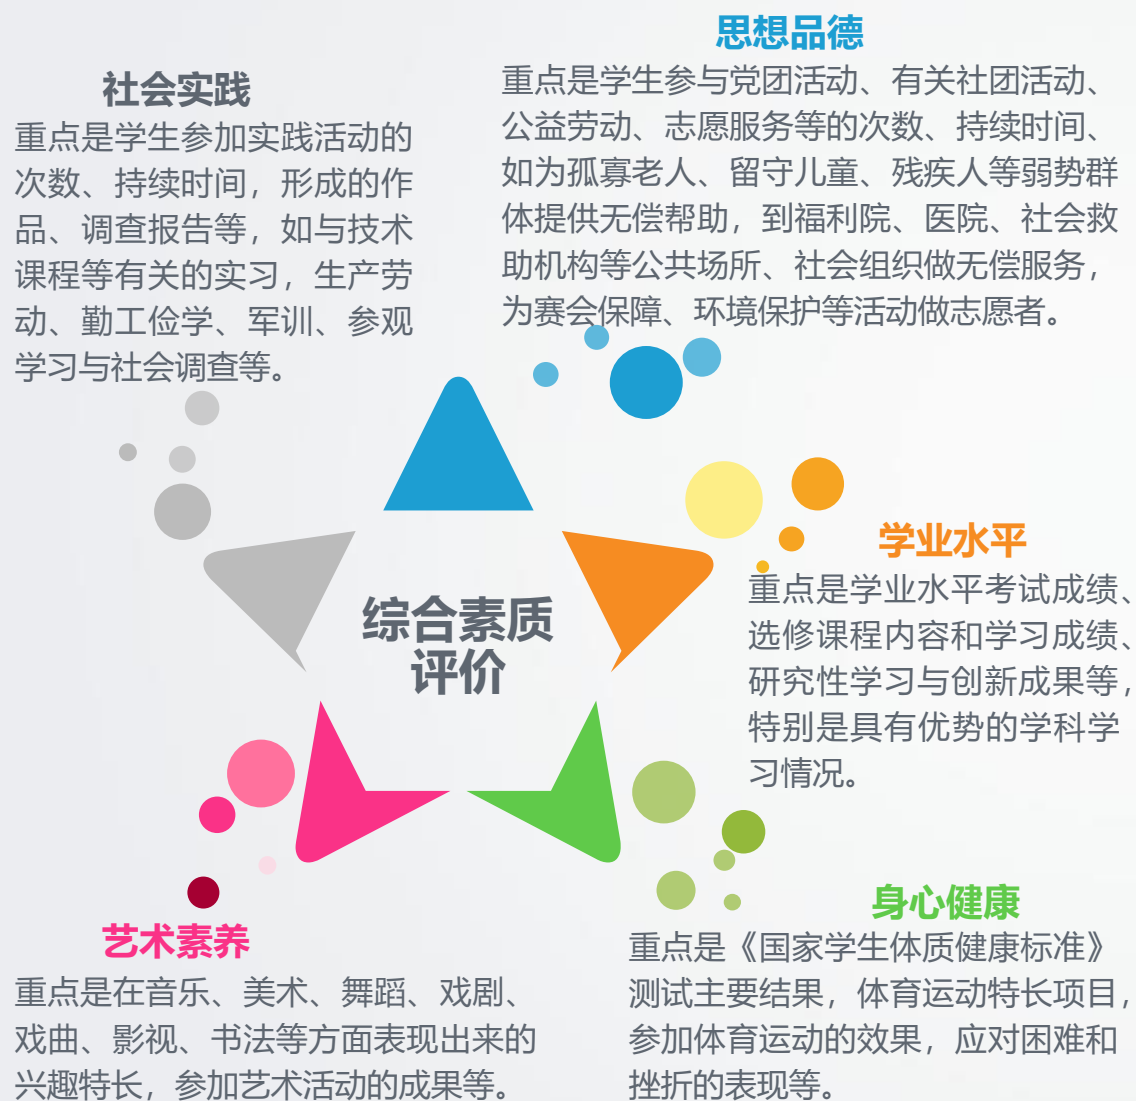 思想品德
重点是学生参与党团活动、有关社团活动、
公益劳动、志愿服务等的次数、持续时间、
如为孤寡老人、留守儿童、残疾人等弱势群
体提供无偿帮助，到福利院、医院、社会救
助机构等公共场所、社会组织做无偿服务，
为赛会保障、环境保护等活动做志愿者。
社会实践
重点是学生参加实践活动的
次数、持续时间，形成的作
品、调查报告等，如与技术
课程等有关的实习，生产劳
动、勤工俭学、军训、参观
学习与社会调查等。
综合素质
评价
学业水平
重点是学业水平考试成绩、
选修课程内容和学习成绩、
研究性学习与创新成果等，
特别是具有优势的学科学
习情况。
身心健康
重点是《国家学生体质健康标准》
测试主要结果，体育运动特长项目，
参加体育运动的效果，应对困难和
挫折的表现等。
艺术素养
重点是在音乐、美术、舞蹈、戏剧、
戏曲、影视、书法等方面表现出来的
兴趣特长，参加艺术活动的成果等。